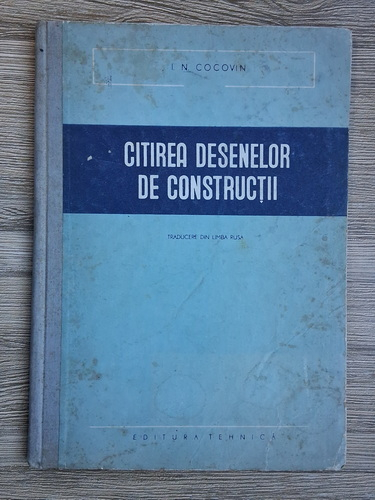 I. N. COCOVIN
CITIREA DESENELOR
DE CONSTRUCȚII
TRADUCERE DIN LIMBA RUSĂ
EDITURA TEHNICĂ